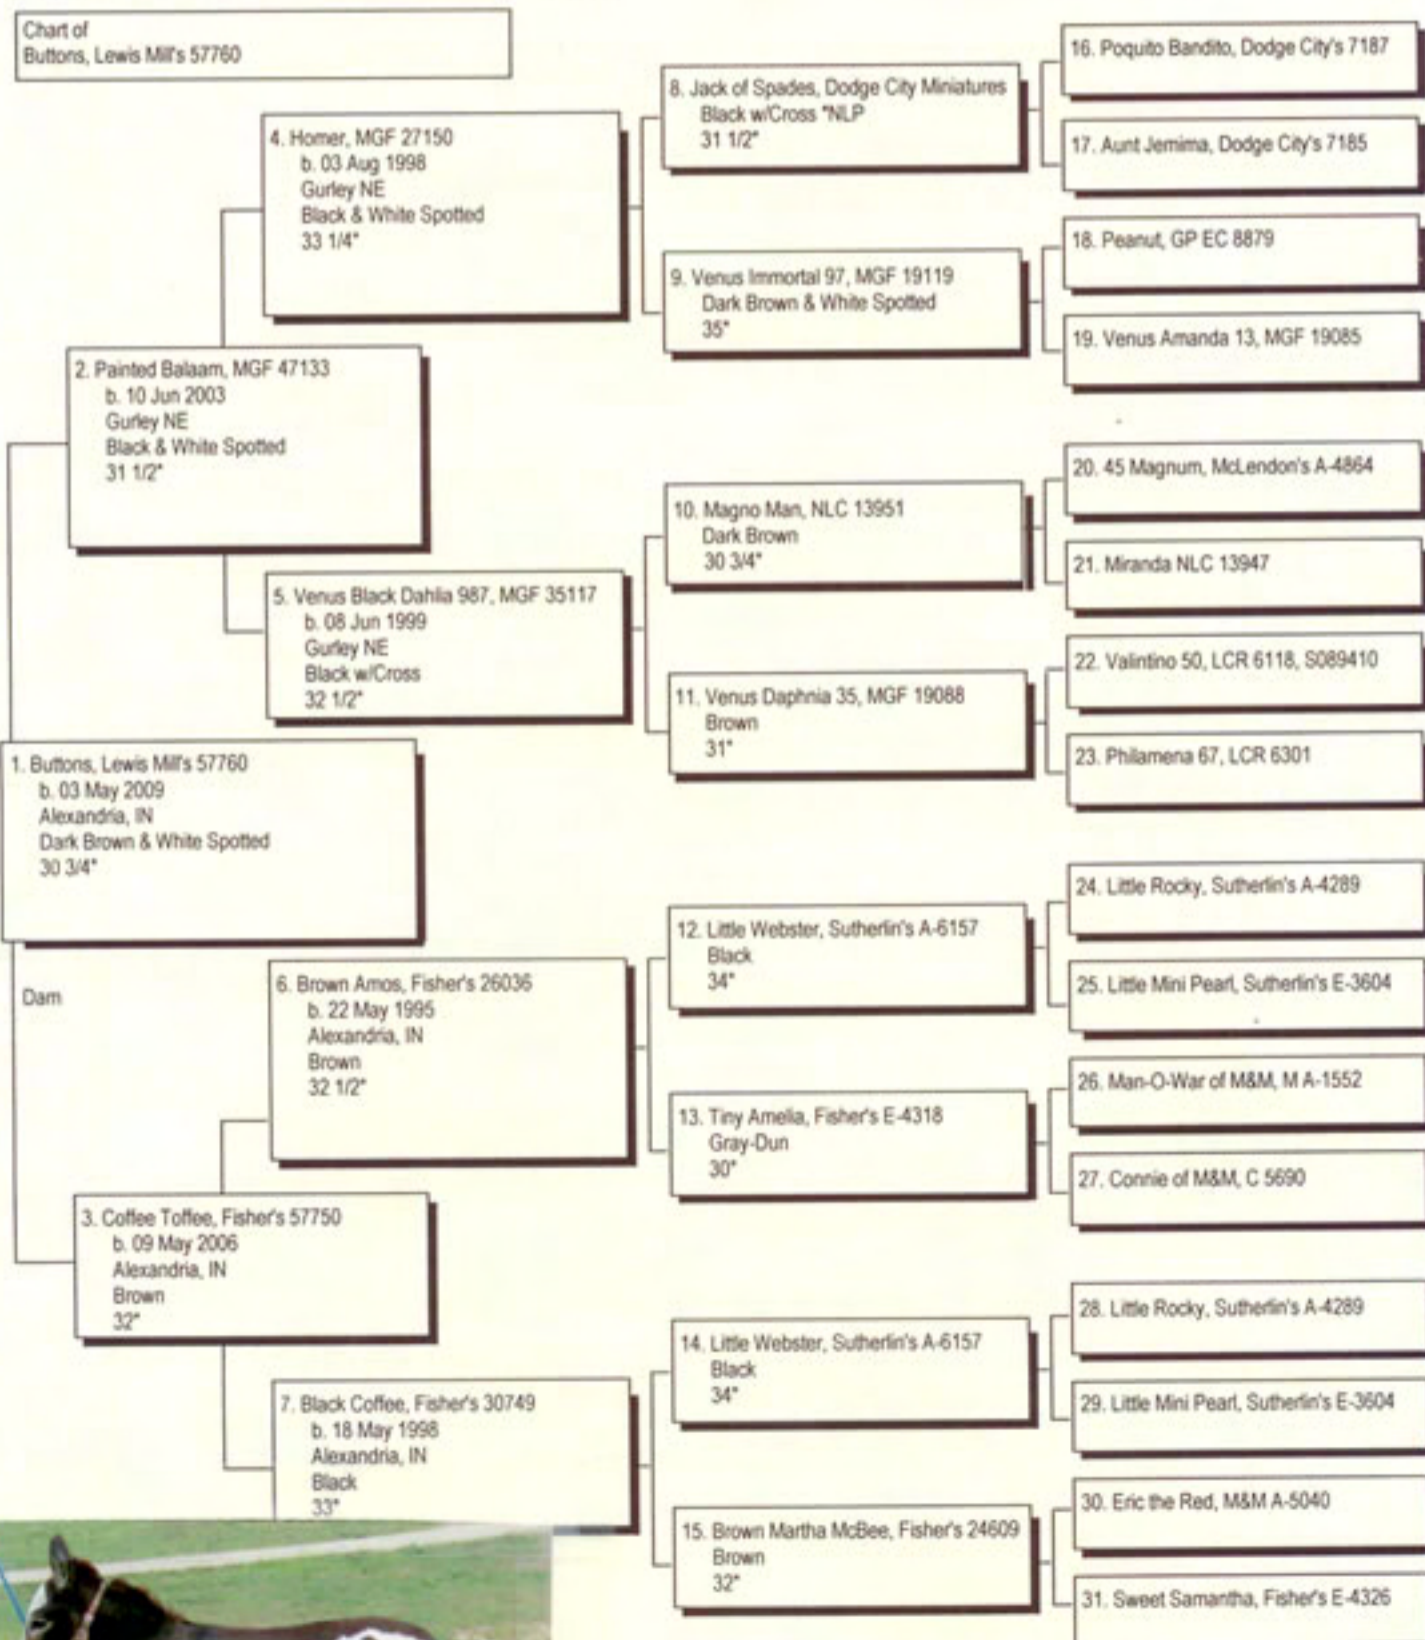 Chart of
Buttons, Lewis Mill's 57760
1. Buttons, Lewis Mill's 57760
b. 03 May 2009
Alexandria, IN
Dark Brown & White Spotted
30 3/4"
Dam
2. Painted Balaam, MGF 47133
b. 10 Jun 2003
Gurley NE
Black & White Spotted
31 1/2"
3. Coffee Toffee, Fisher's 57750
b. 09 May 2006
Alexandria, IN
Brown
32"
4. Homer, MGF 27150
b. 03 Aug 1998
Gurley NE
Black & White Spotted
33 1/4"
5. Venus Black Dahlia 987, MGF 35117
b. 08 Jun 1999
Gurley NE
Black w/Cross
32 1/2"
6. Brown Amos, Fisher's 26036
b. 22 May 1995
Alexandria, IN
Brown
32 1/2"
7. Black Coffee, Fisher's 30749
b. 18 May 1998
Alexandria, IN
Black
33"
8. Jack of Spades, Dodge City Miniatures
Black w/Cross "NLP
31 1/2"
9. Venus Immortal 97, MGF 19119
Dark Brown & White Spotted
35"
10. Magno Man, NLC 13951
Dark Brown
30 3/4"
11. Venus Daphnia 35, MGF 19088
Brown
31"
12. Little Webster, Sutherlin's A-6157
Black
34"
13. Tiny Amelia, Fisher's E-4318
Gray-Dun
30"
14. Little Webster, Sutherlin's A-6157
Black
34"
15. Brown Martha McBee, Fisher's 24609
Brown
32"
16. Poquito Bandito, Dodge City's 7187
17. Aunt Jemima, Dodge City's 7185
18. Peanut, GP EC 8879
19. Venus Amanda 13, MGF 19085
20. 45 Magnum, McLendon's A-4864
21. Miranda NLC 13947
22. Valintino 50, LCR 6118, S089410
23. Philamena 67, LCR 6301
24. Little Rocky, Sutherlin's A-4289
25. Little Mini Pearl, Sutherlin's E-3604
26. Man-O-War of M&M, M A-1552
27. Connie of M&M, C 5690
28. Little Rocky, Sutherlin's A-4289
29. Little Mini Pearl, Sutherlin's E-3604
30. Eric the Red, M&M A-5040
31. Sweet Samantha, Fisher's E-4326